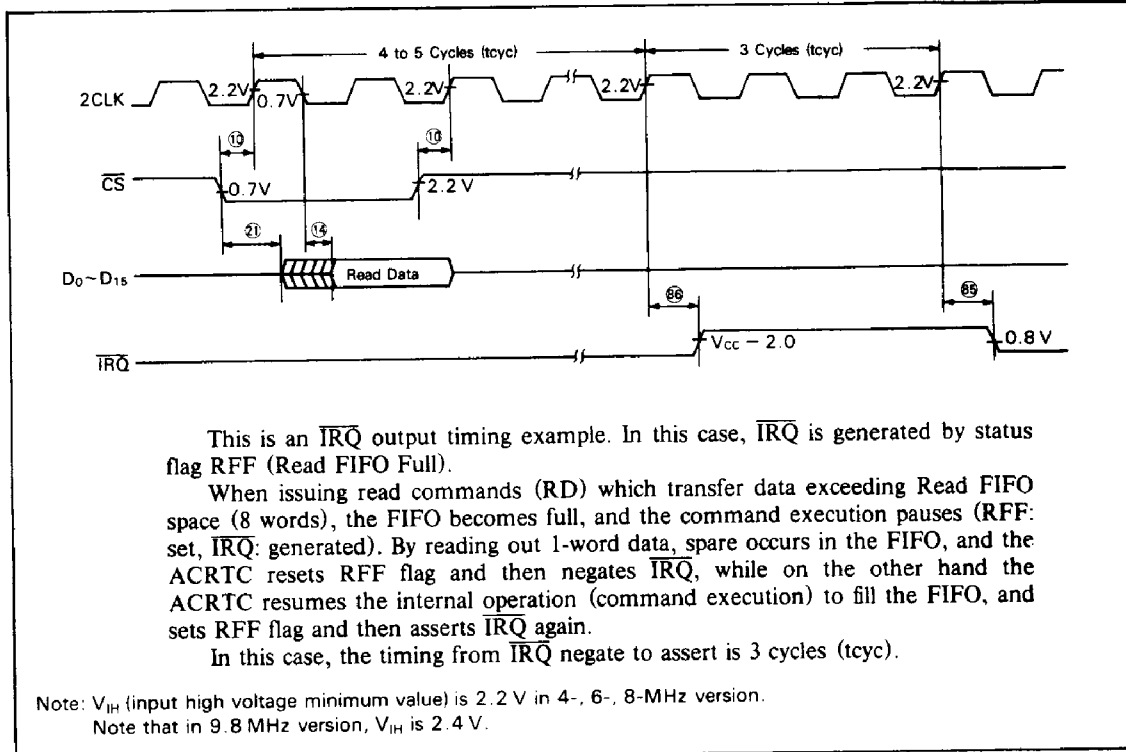 4 to 5 Cycles (tcyc)
3 Cycles (tcyc)
2CLK
2.2V
0.7V
2.2V
2.2V
2.2V
⑩
⑩
CS
0.7V
2.2 V
㉑
⑭
D₀~D₁₅
Read Data
86
85
IRQ
Vcc − 2.0
0.8 V
This is an IRQ output timing example. In this case, IRQ is generated by status
flag RFF (Read FIFO Full).
When issuing read commands (RD) which transfer data exceeding Read FIFO
space (8 words), the FIFO becomes full, and the command execution pauses (RFF:
set, IRQ: generated). By reading out 1-word data, spare occurs in the FIFO, and the
ACRTC resets RFF flag and then negates IRQ, while on the other hand the
ACRTC resumes the internal operation (command execution) to fill the FIFO, and
sets RFF flag and then asserts IRQ again.
In this case, the timing from IRQ negate to assert is 3 cycles (tcyc).
Note: VIH (input high voltage minimum value) is 2.2 V in 4-, 6-, 8-MHz version.
Note that in 9.8 MHz version, VIH is 2.4 V.